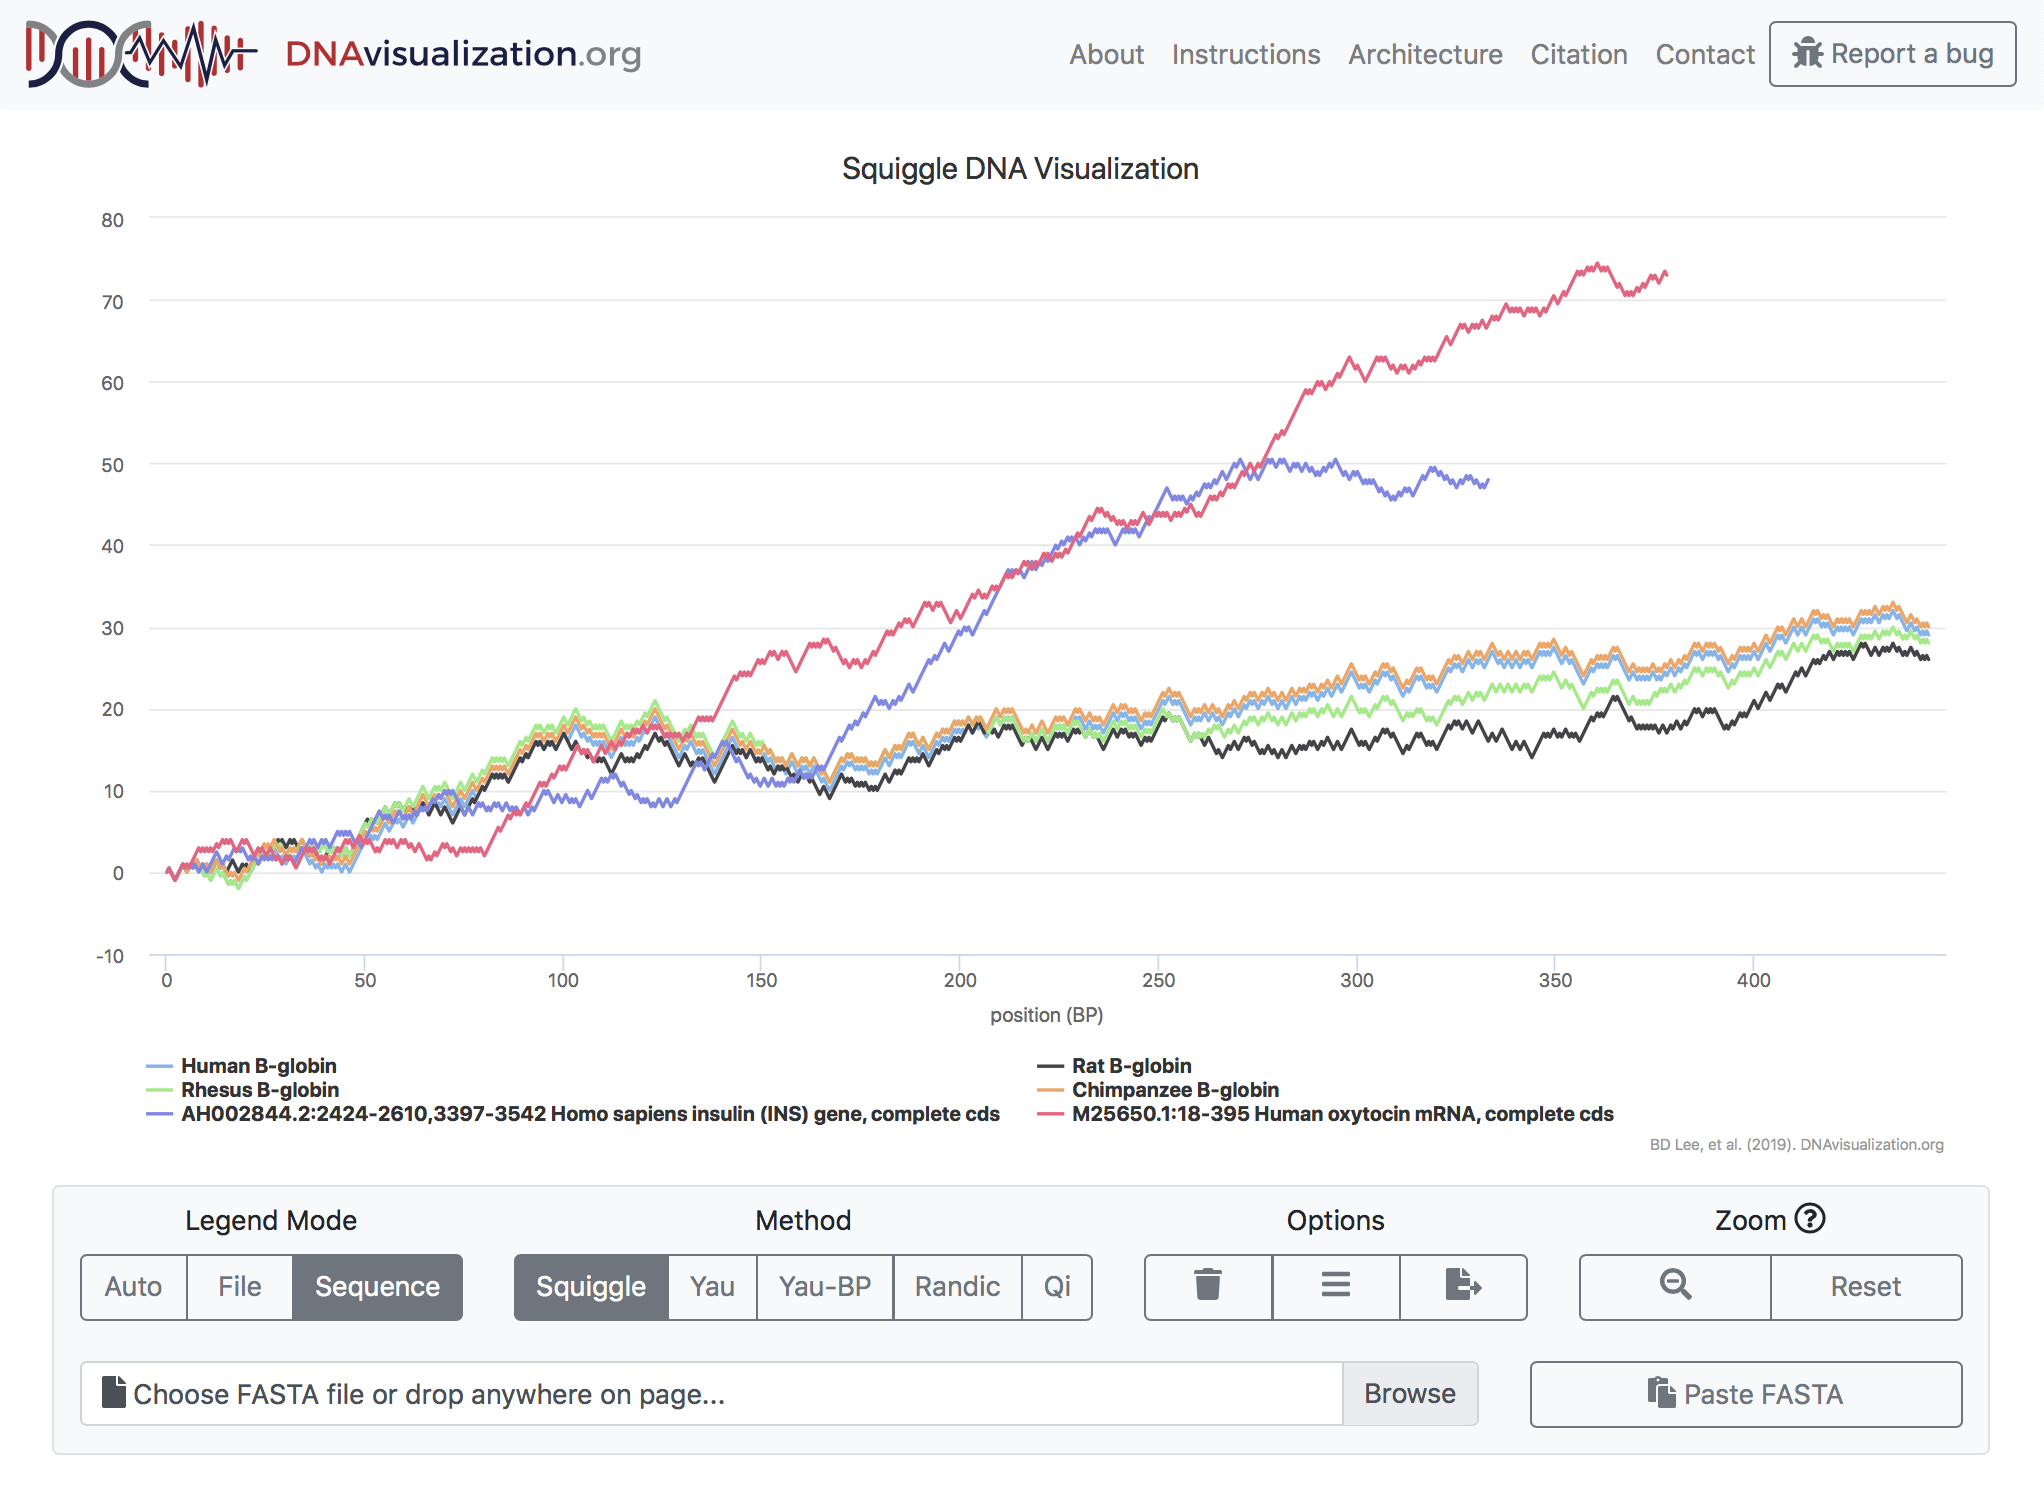 DNAvisualization.org
About Instructions Architecture Citation Contact Report a bug
Squiggle DNA Visualization
80
70
60
50
40
30
20
10
0
-10
0 50 100 150 200 250 300 350 400
position (BP)
Human B-globin Rat B-globin
Rhesus B-globin Chimpanzee B-globin
AH002844.2:2424-2610,3397-3542 Homo sapiens insulin (INS) gene, complete cds M25650.1:18-395 Human oxytocin mRNA, complete cds
BD Lee, et al. (2019). DNAvisualization.org
Legend Mode Method Options Zoom ?
Auto File Sequence Squiggle Yau Yau-BP Randic Qi Reset
Choose FASTA file or drop anywhere on page... Browse Paste FASTA